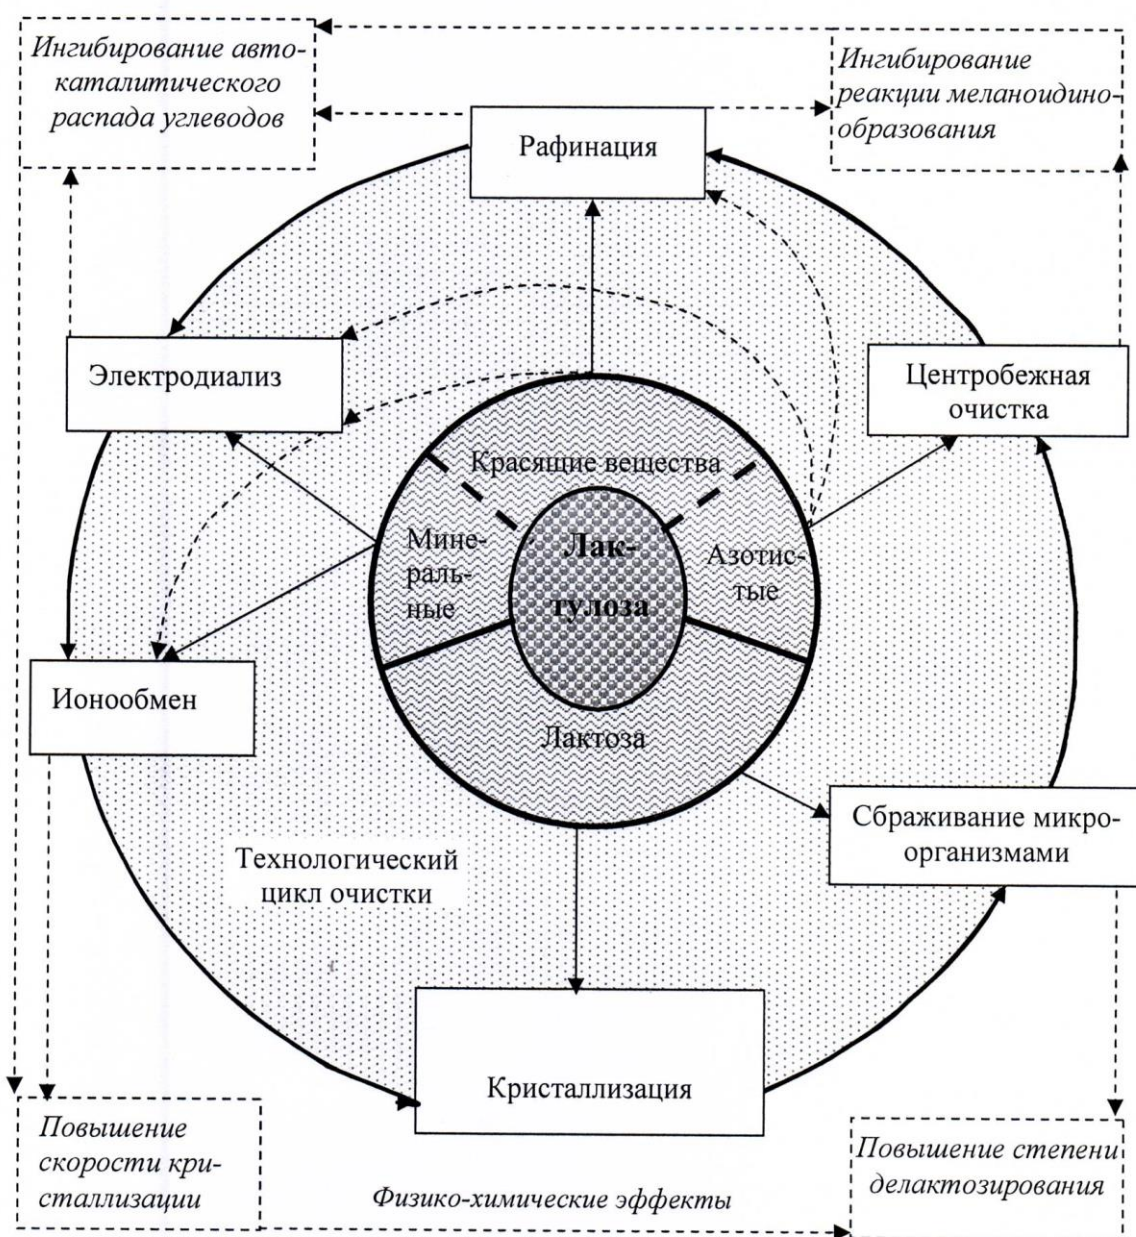 Ингибирование авто-
каталитического
распада углеводов
Ингибирование
реакции меланоидино-
образования
Рафинация
Электродиализ
Центробежная
очистка
Красящие вещества
Мине-
раль-
ные
Лак-
тулоза
Азотис-
тые
Ионообмен
Лактоза
Сбраживание микро-
организмами
Технологический
цикл очистки
Кристаллизация
Повышение
скорости кри-
сталлизации
Физико-химические эффекты
Повышение степени
делактозирования